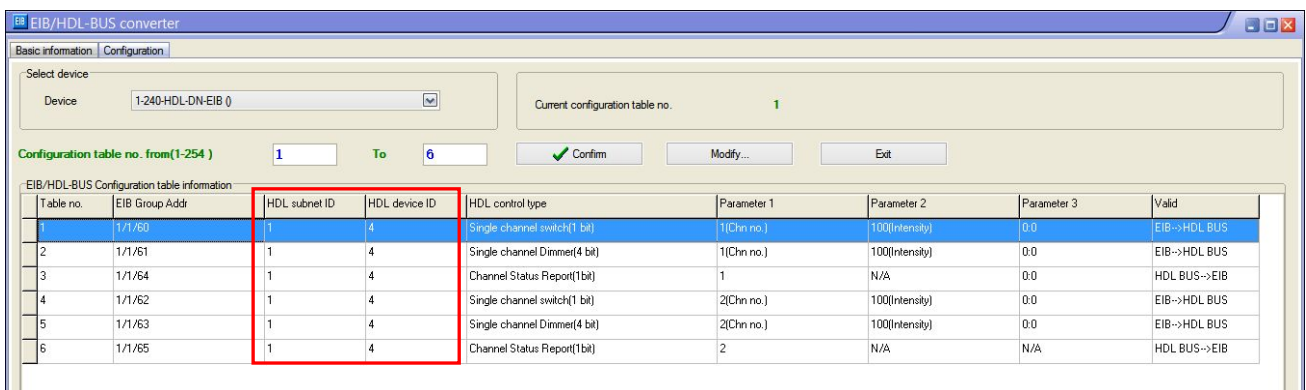 EIB EIB/HDL-BUS converter
Basic information Configuration
Select device
Device 1-240-HDL-DN-EIB ()
Current configuration table no. 1
Configuration table no. from(1-254 ) 1 To 6 Confirm Modify... Exit
EIB/HDL-BUS Configuration table information
Table no. EIB Group Addr HDL subnet ID HDL device ID HDL control type Parameter 1 Parameter 2 Parameter 3 Valid
1 1/1/60 1 4 Single channel switch(1 bit) 1(Chn no.) 100(Intensity) 0:0 EIB-->HDL BUS
2 1/1/61 1 4 Single channel Dimmer(4 bit) 1(Chn no.) 100(Intensity) 0:0 EIB-->HDL BUS
3 1/1/64 1 4 Channel Status Report(1bit) 1 N/A 0:0 HDL BUS-->EIB
4 1/1/62 1 4 Single channel switch(1 bit) 2(Chn no.) 100(Intensity) 0:0 EIB-->HDL BUS
5 1/1/63 1 4 Single channel Dimmer(4 bit) 2(Chn no.) 100(Intensity) 0:0 EIB-->HDL BUS
6 1/1/65 1 4 Channel Status Report(1bit) 2 N/A N/A HDL BUS-->EIB